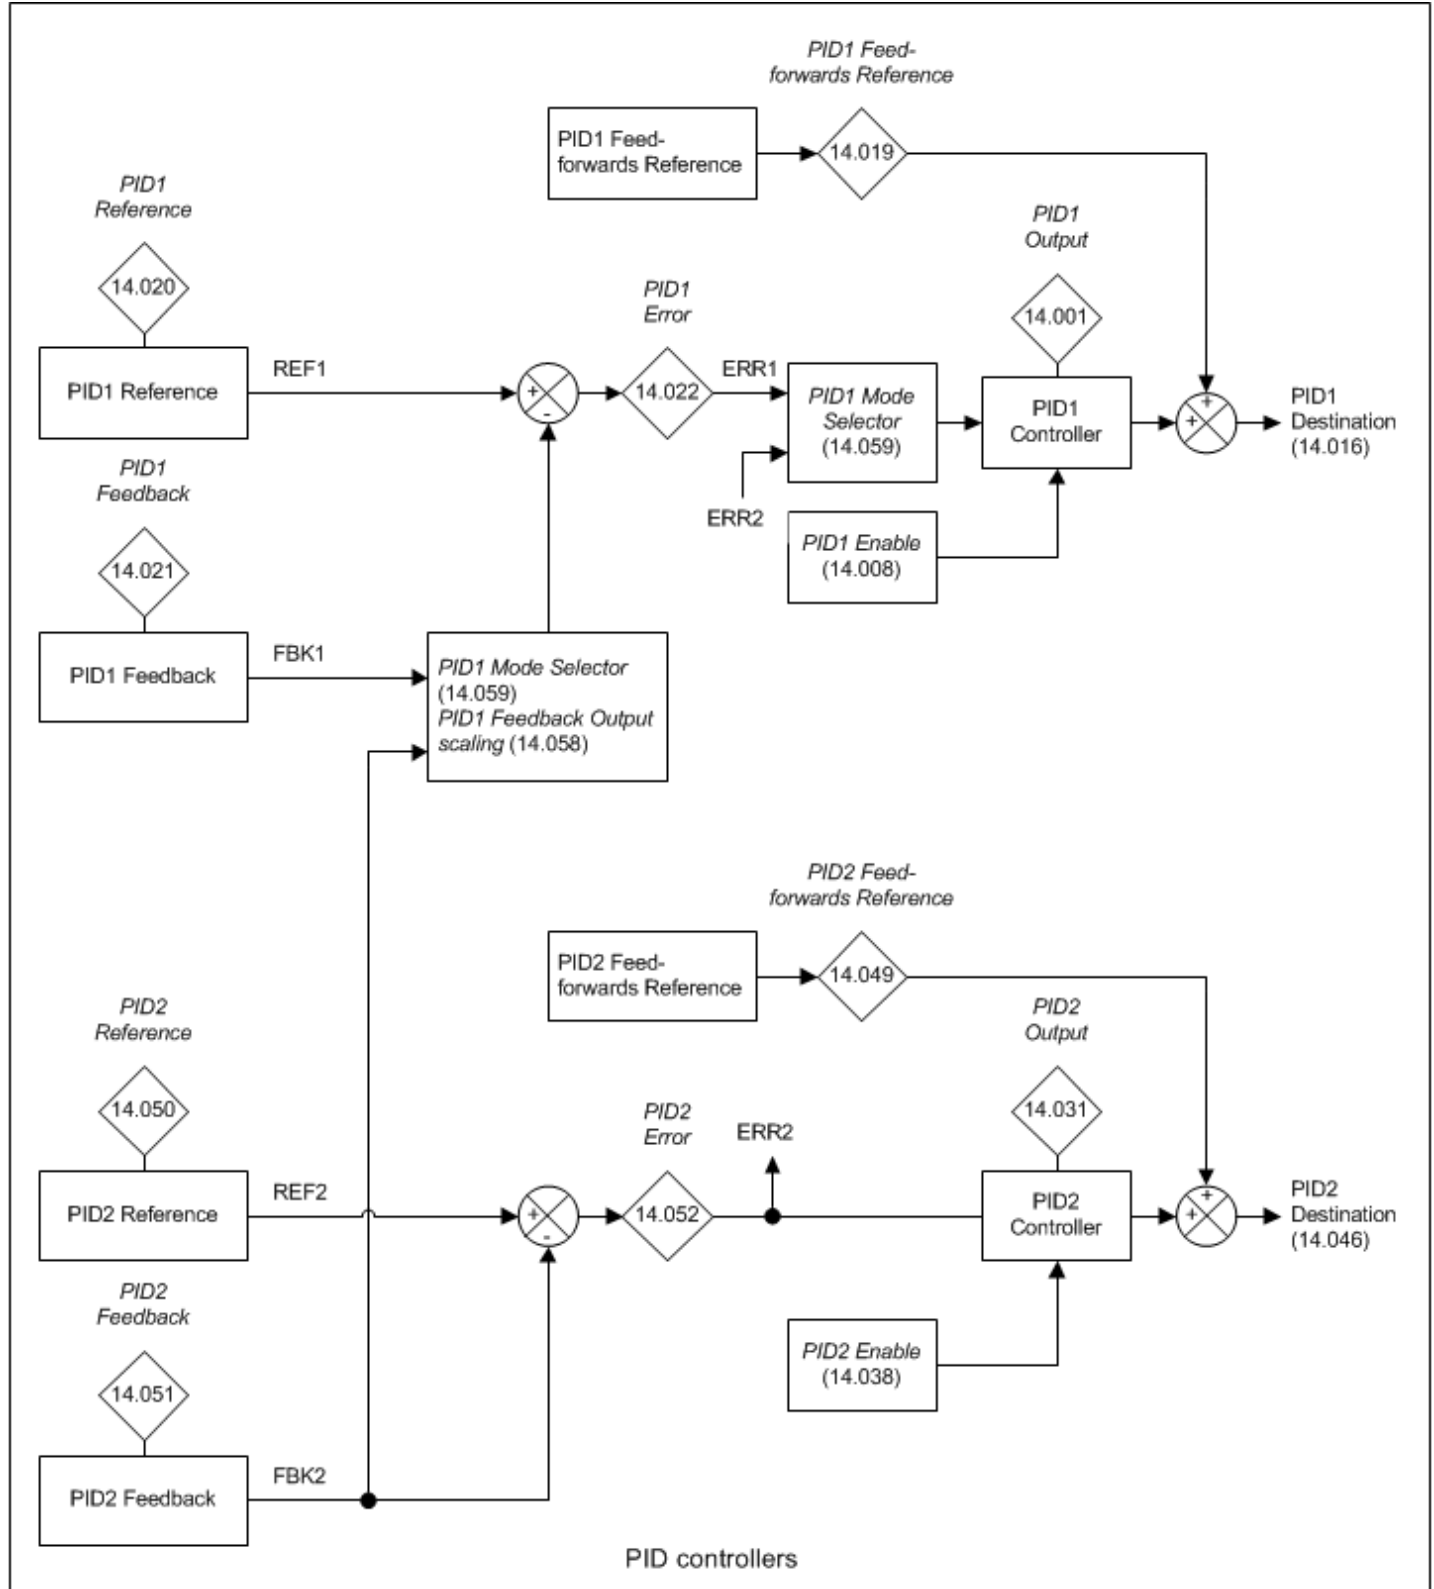 PID1 Feed-
forwards Reference
PID1 Feed-
forwards Reference
14.019
PID1
Reference
14.020
PID1
Output
14.001
PID1
Error
14.022
PID1 Reference
REF1
+
-
ERR1
PID1 Mode
Selector
(14.059)
ERR2
PID1
Controller
+
+
PID1
Destination
(14.016)
PID1
Feedback
14.021
PID1 Enable
(14.008)
PID1 Feedback
FBK1
PID1 Mode Selector
(14.059)
PID1 Feedback Output
scaling (14.058)
PID2 Feed-
forwards Reference
PID2 Feed-
forwards Reference
14.049
PID2
Reference
14.050
PID2
Output
14.031
PID2
Error
14.052
ERR2
PID2 Reference
REF2
+
-
PID2
Controller
+
+
PID2
Destination
(14.046)
PID2
Feedback
14.051
PID2 Enable
(14.038)
PID2 Feedback
FBK2
PID controllers